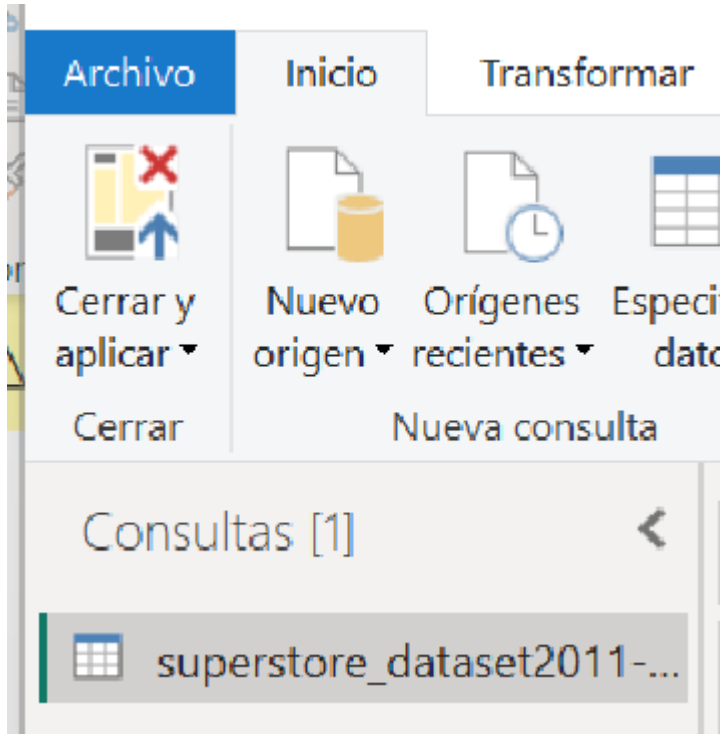 Archivo Inicio Transformar
Cerrar y aplicar
Nuevo origen
Orígenes recientes
Cerrar
Nueva consulta
Consultas [1]
superstore_dataset2011-...